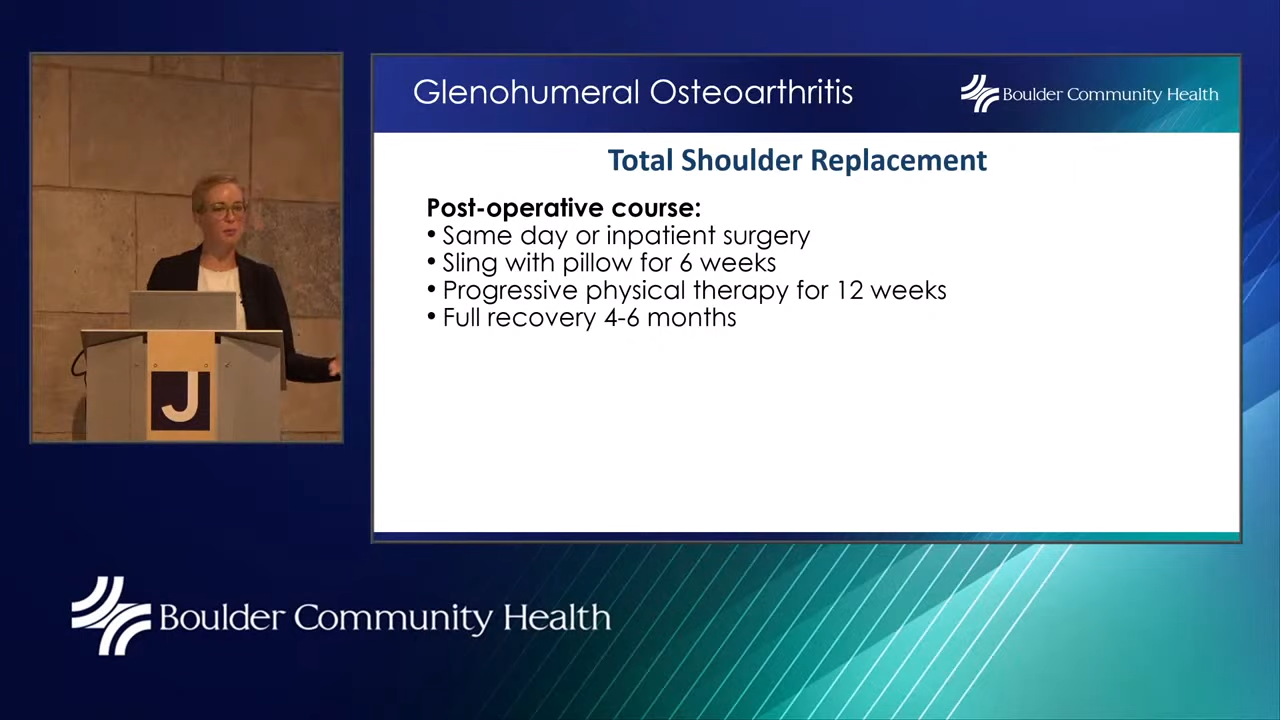 Glenohumeral Osteoarthritis
Boulder Community Health
Total Shoulder Replacement
Post-operative course:
• Same day or inpatient surgery
• Sling with pillow for 6 weeks
• Progressive physical therapy for 12 weeks
• Full recovery 4-6 months
J
Boulder Community Health